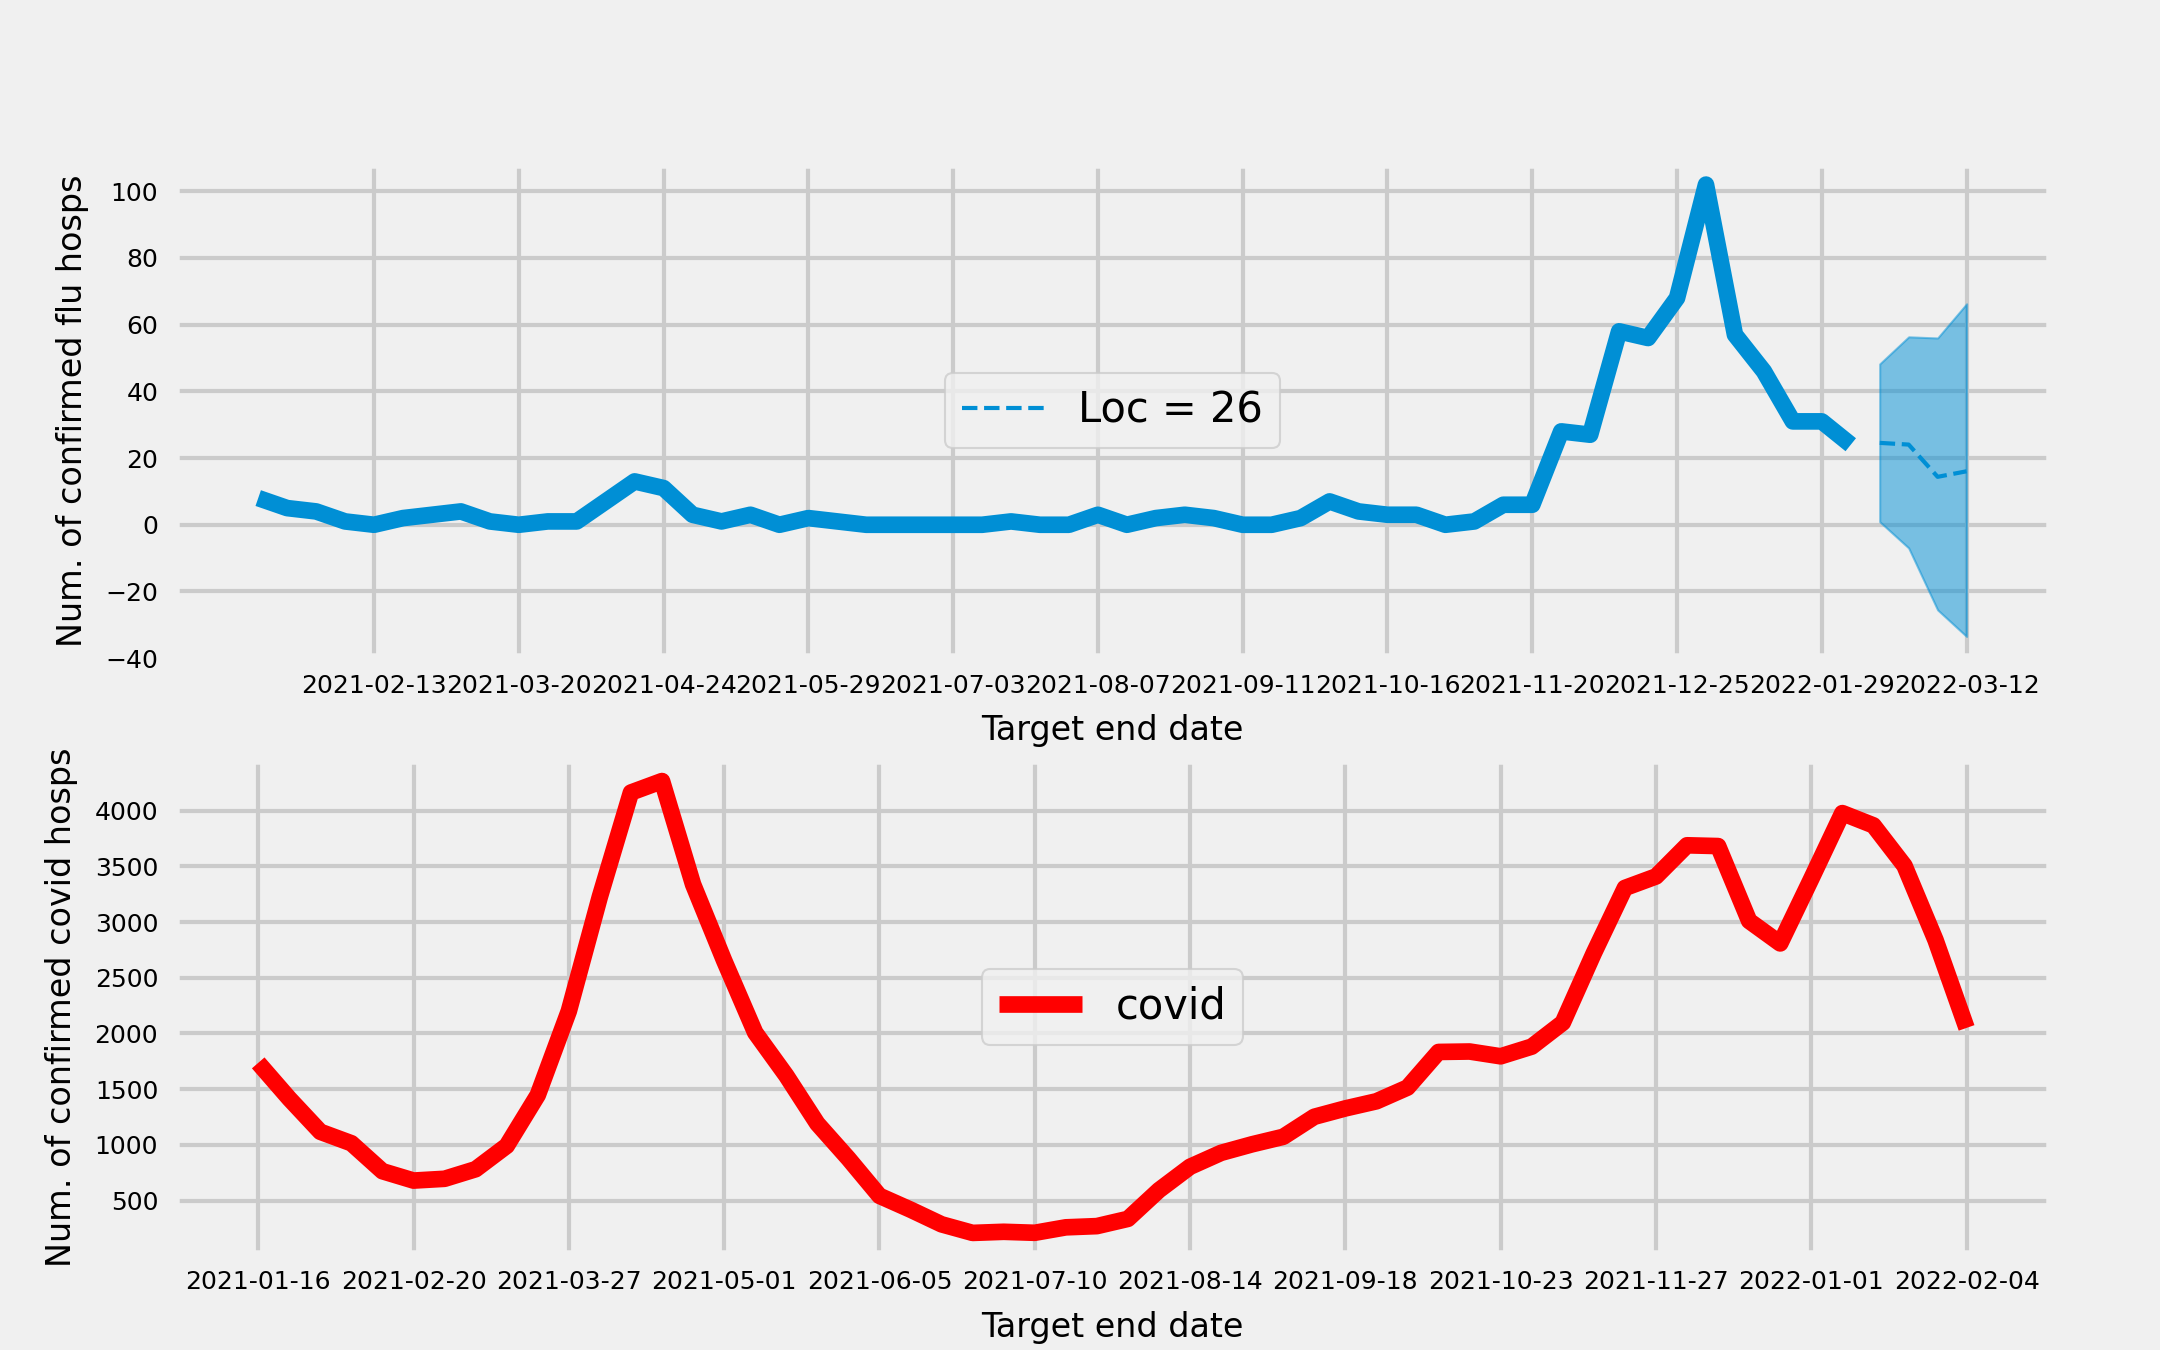 Num. of confirmed flu hosps
100
80
60
40
20
0
−20
−40
Loc = 26
2021-02-13 2021-03-20 2021-04-24 2021-05-29 2021-07-03 2021-08-07 2021-09-11 2021-10-16 2021-11-20 2021-12-25 2022-01-29 2022-03-12
Target end date
Num. of confirmed covid hosps
4000
3500
3000
2500
2000
1500
1000
500
covid
2021-01-16 2021-02-20 2021-03-27 2021-05-01 2021-06-05 2021-07-10 2021-08-14 2021-09-18 2021-10-23 2021-11-27 2022-01-01 2022-02-04
Target end date